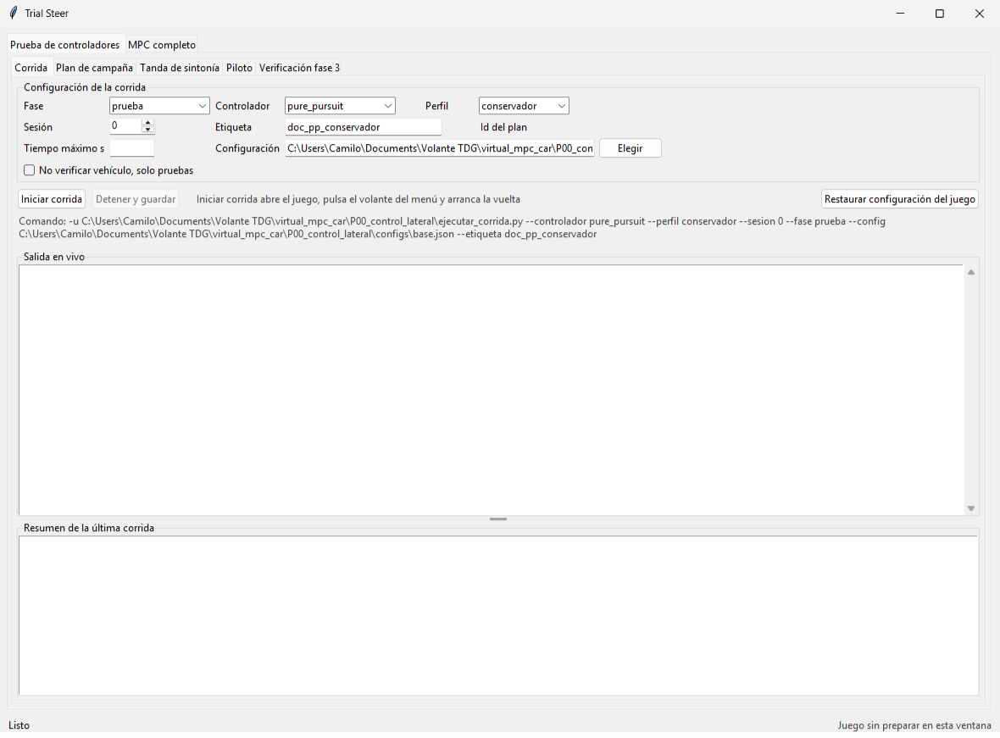 Trial Steer
Prueba de controladores MPC completo
Corrida Plan de campaña Tanda de sintonía Piloto Verificación fase 3
Configuración de la corrida
Fase prueba Controlador pure_pursuit Perfil conservador
Sesión 0 Etiqueta doc_pp_conservador Id del plan
Tiempo máximo s Configuración C:\Users\Camilo\Documents\Volante TDG\virtual_mpc_car\P00_con Elegir
No verificar vehículo, solo pruebas
Iniciar corrida Detener y guardar Iniciar corrida abre el juego, pulsa el volante del menú y arranca la vuelta Restaurar configuración del juego
Comando: -u C:\Users\Camilo\Documents\Volante TDG\virtual_mpc_car\P00_control_lateral\ejecutar_corrida.py --controlador pure_pursuit --perfil conservador --sesion 0 --fase prueba --config
C:\Users\Camilo\Documents\Volante TDG\virtual_mpc_car\P00_control_lateral\configs\base.json --etiqueta doc_pp_conservador
Salida en vivo
Resumen de la última corrida
Listo Juego sin preparar en esta ventana